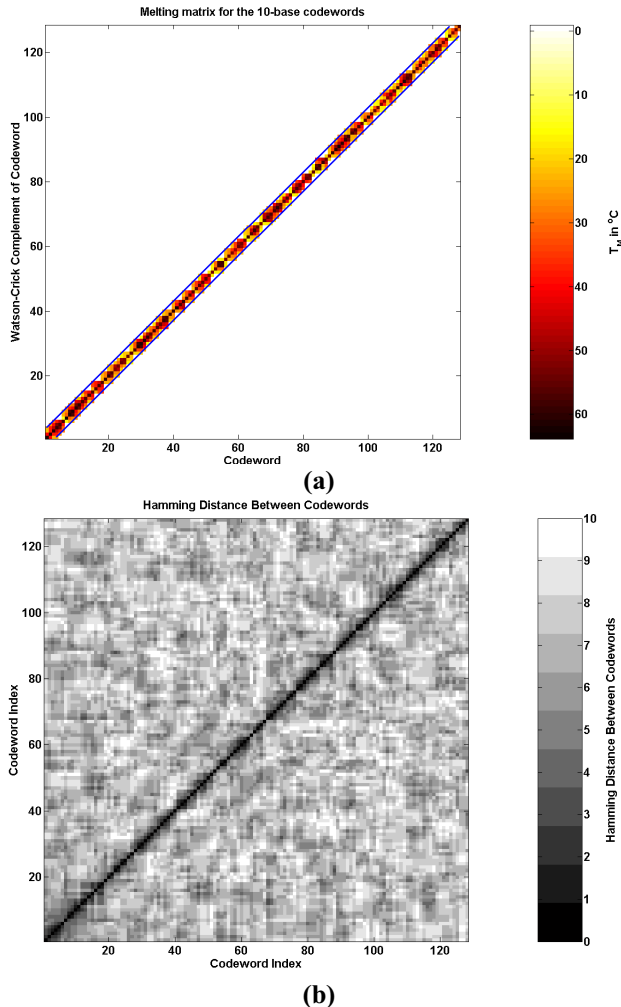 Melting matrix for the 10-base codewords
Watson-Crick Complement of Codeword
120
100
80
60
40
20
20 40 60 80 100 120
Codeword
0
10
20
30
40
50
60
T_M in °C
(a)
Hamming Distance Between Codewords
Codeword Index
120
100
80
60
40
20
20 40 60 80 100 120
Codeword Index
10
9
8
7
6
5
4
3
2
1
0
Hamming Distance Between Codewords
(b)